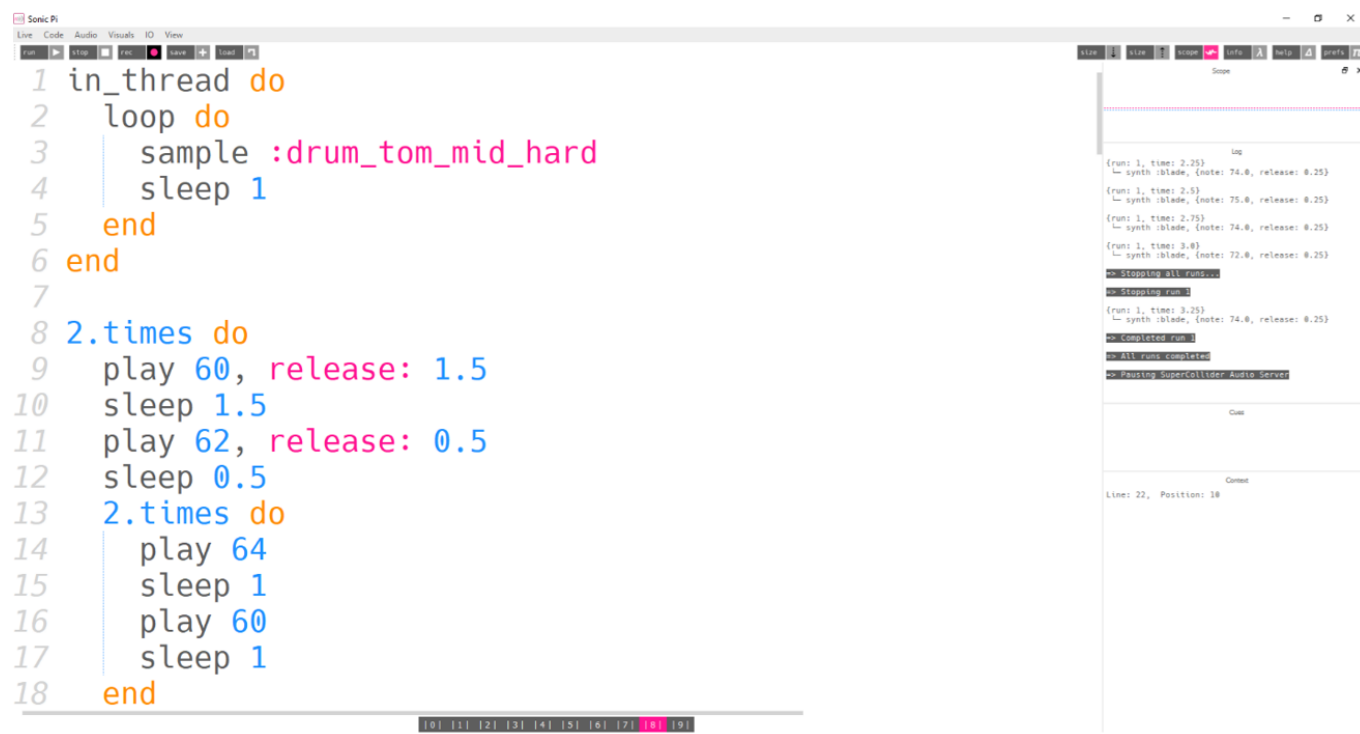 Sonic Pi
Live Code Audio Visuals IO View
run stop rec save load size size scope info help prefs
1 in_thread do
2 loop do
3 sample :drum_tom_mid_hard
4 sleep 1
5 end
6 end
7
8 2.times do
9 play 60, release: 1.5
10 sleep 1.5
11 play 62, release: 0.5
12 sleep 0.5
13 2.times do
14 play 64
15 sleep 1
16 play 60
17 sleep 1
18 end
|0| |1| |2| |3| |4| |5| |6| |7| |8| |9|
Scope
Log
{run: 1, time: 2.25}
└─ synth :blade, {note: 74.0, release: 0.25}
{run: 1, time: 2.5}
└─ synth :blade, {note: 75.0, release: 0.25}
{run: 1, time: 2.75}
└─ synth :blade, {note: 74.0, release: 0.25}
{run: 1, time: 3.0}
└─ synth :blade, {note: 72.0, release: 0.25}
=> Stopping all runs...
=> Stopping run 1
{run: 1, time: 3.25}
└─ synth :blade, {note: 74.0, release: 0.25}
=> Completed run 1
=> All runs completed
=> Pausing SuperCollider Audio Server
Cues
Context
Line: 22, Position: 10